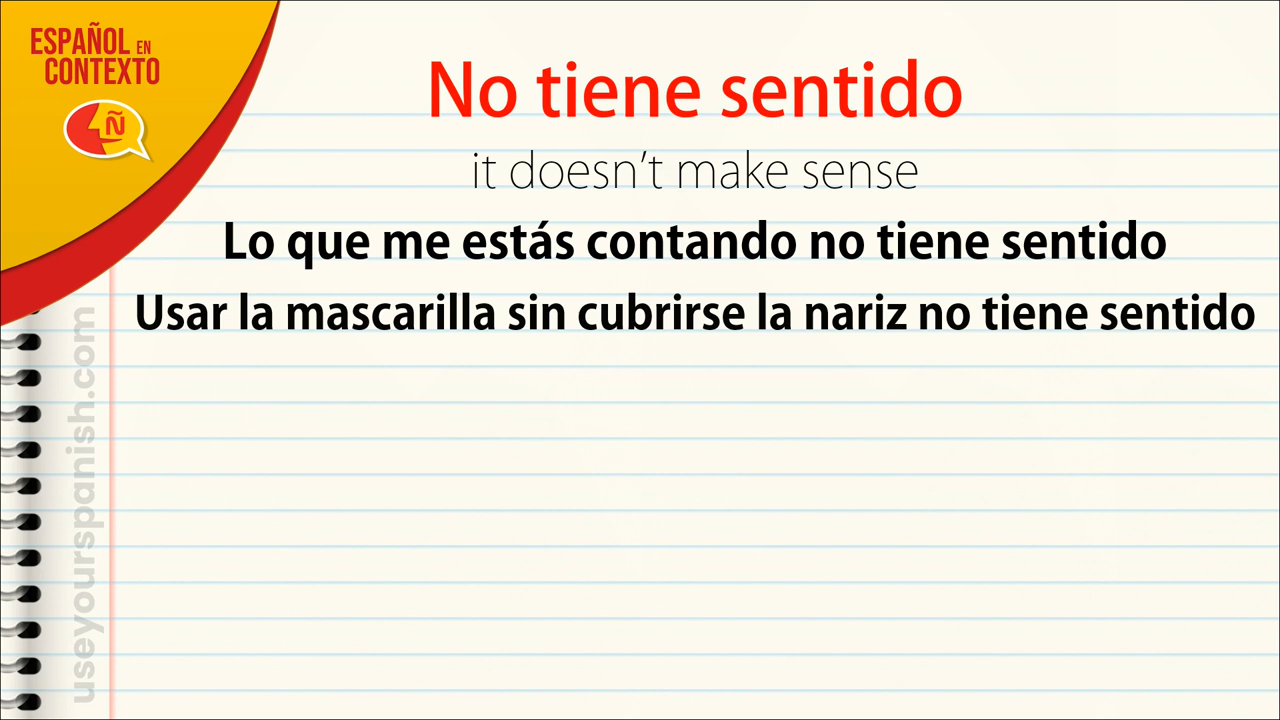 ESPAÑOL EN
CONTEXTO
Ñ
No tiene sentido
it doesn’t make sense
Lo que me estás contando no tiene sentido
Usar la mascarilla sin cubrirse la nariz no tiene sentido
useyourspanish.com